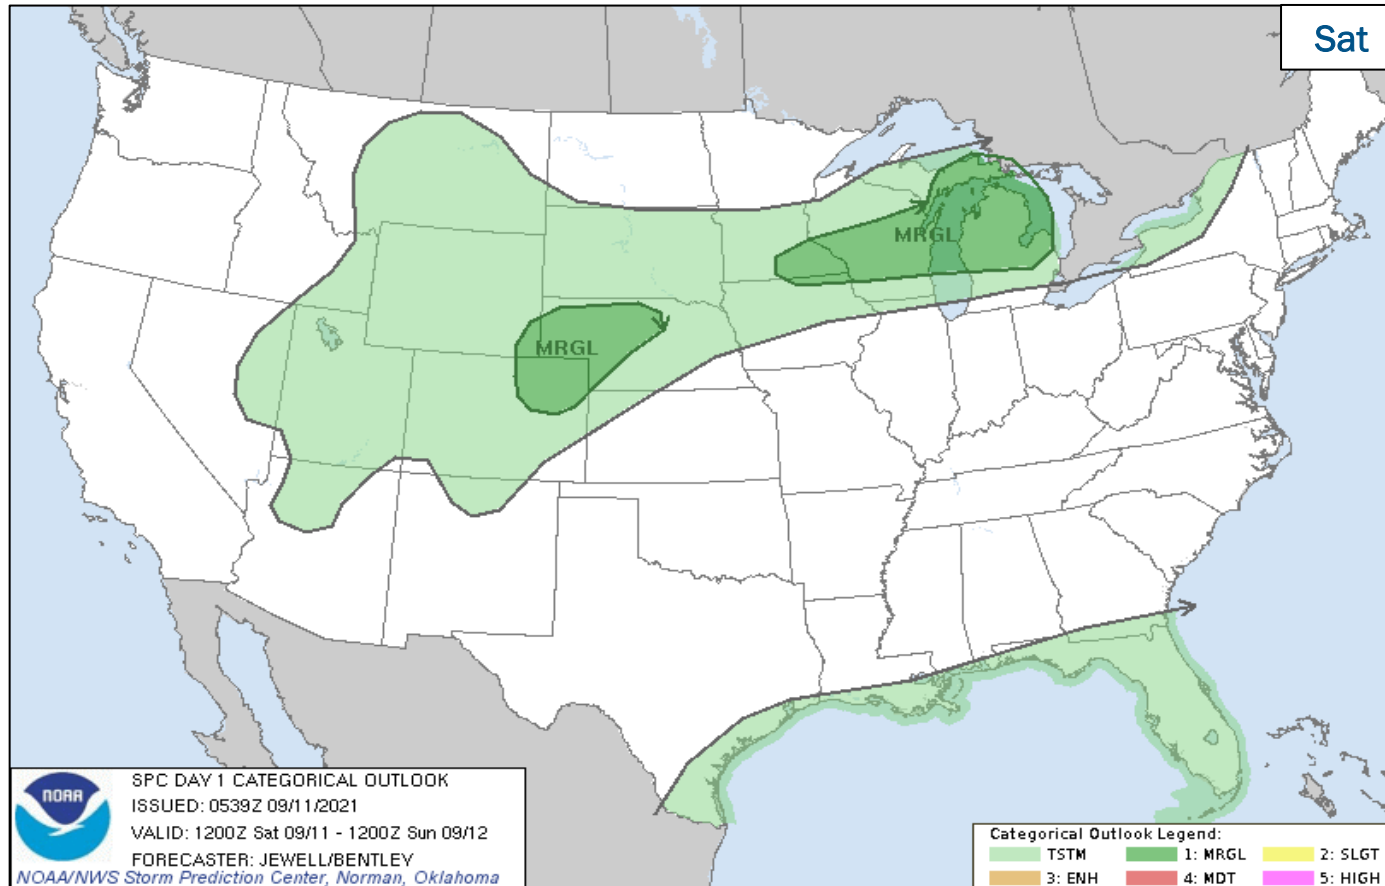 Sat
MRGL
MRGL
NOAA
SPC DAY 1 CATEGORICAL OUTLOOK
ISSUED: 0539Z 09/11/2021
VALID: 1200Z Sat 09/11 - 1200Z Sun 09/12
FORECASTER: JEWELL/BENTLEY
NOAA/NWS Storm Prediction Center, Norman, Oklahoma
Categorical Outlook Legend:
TSTM 1: MRGL 2: SLGT
3: ENH 4: MDT 5: HIGH